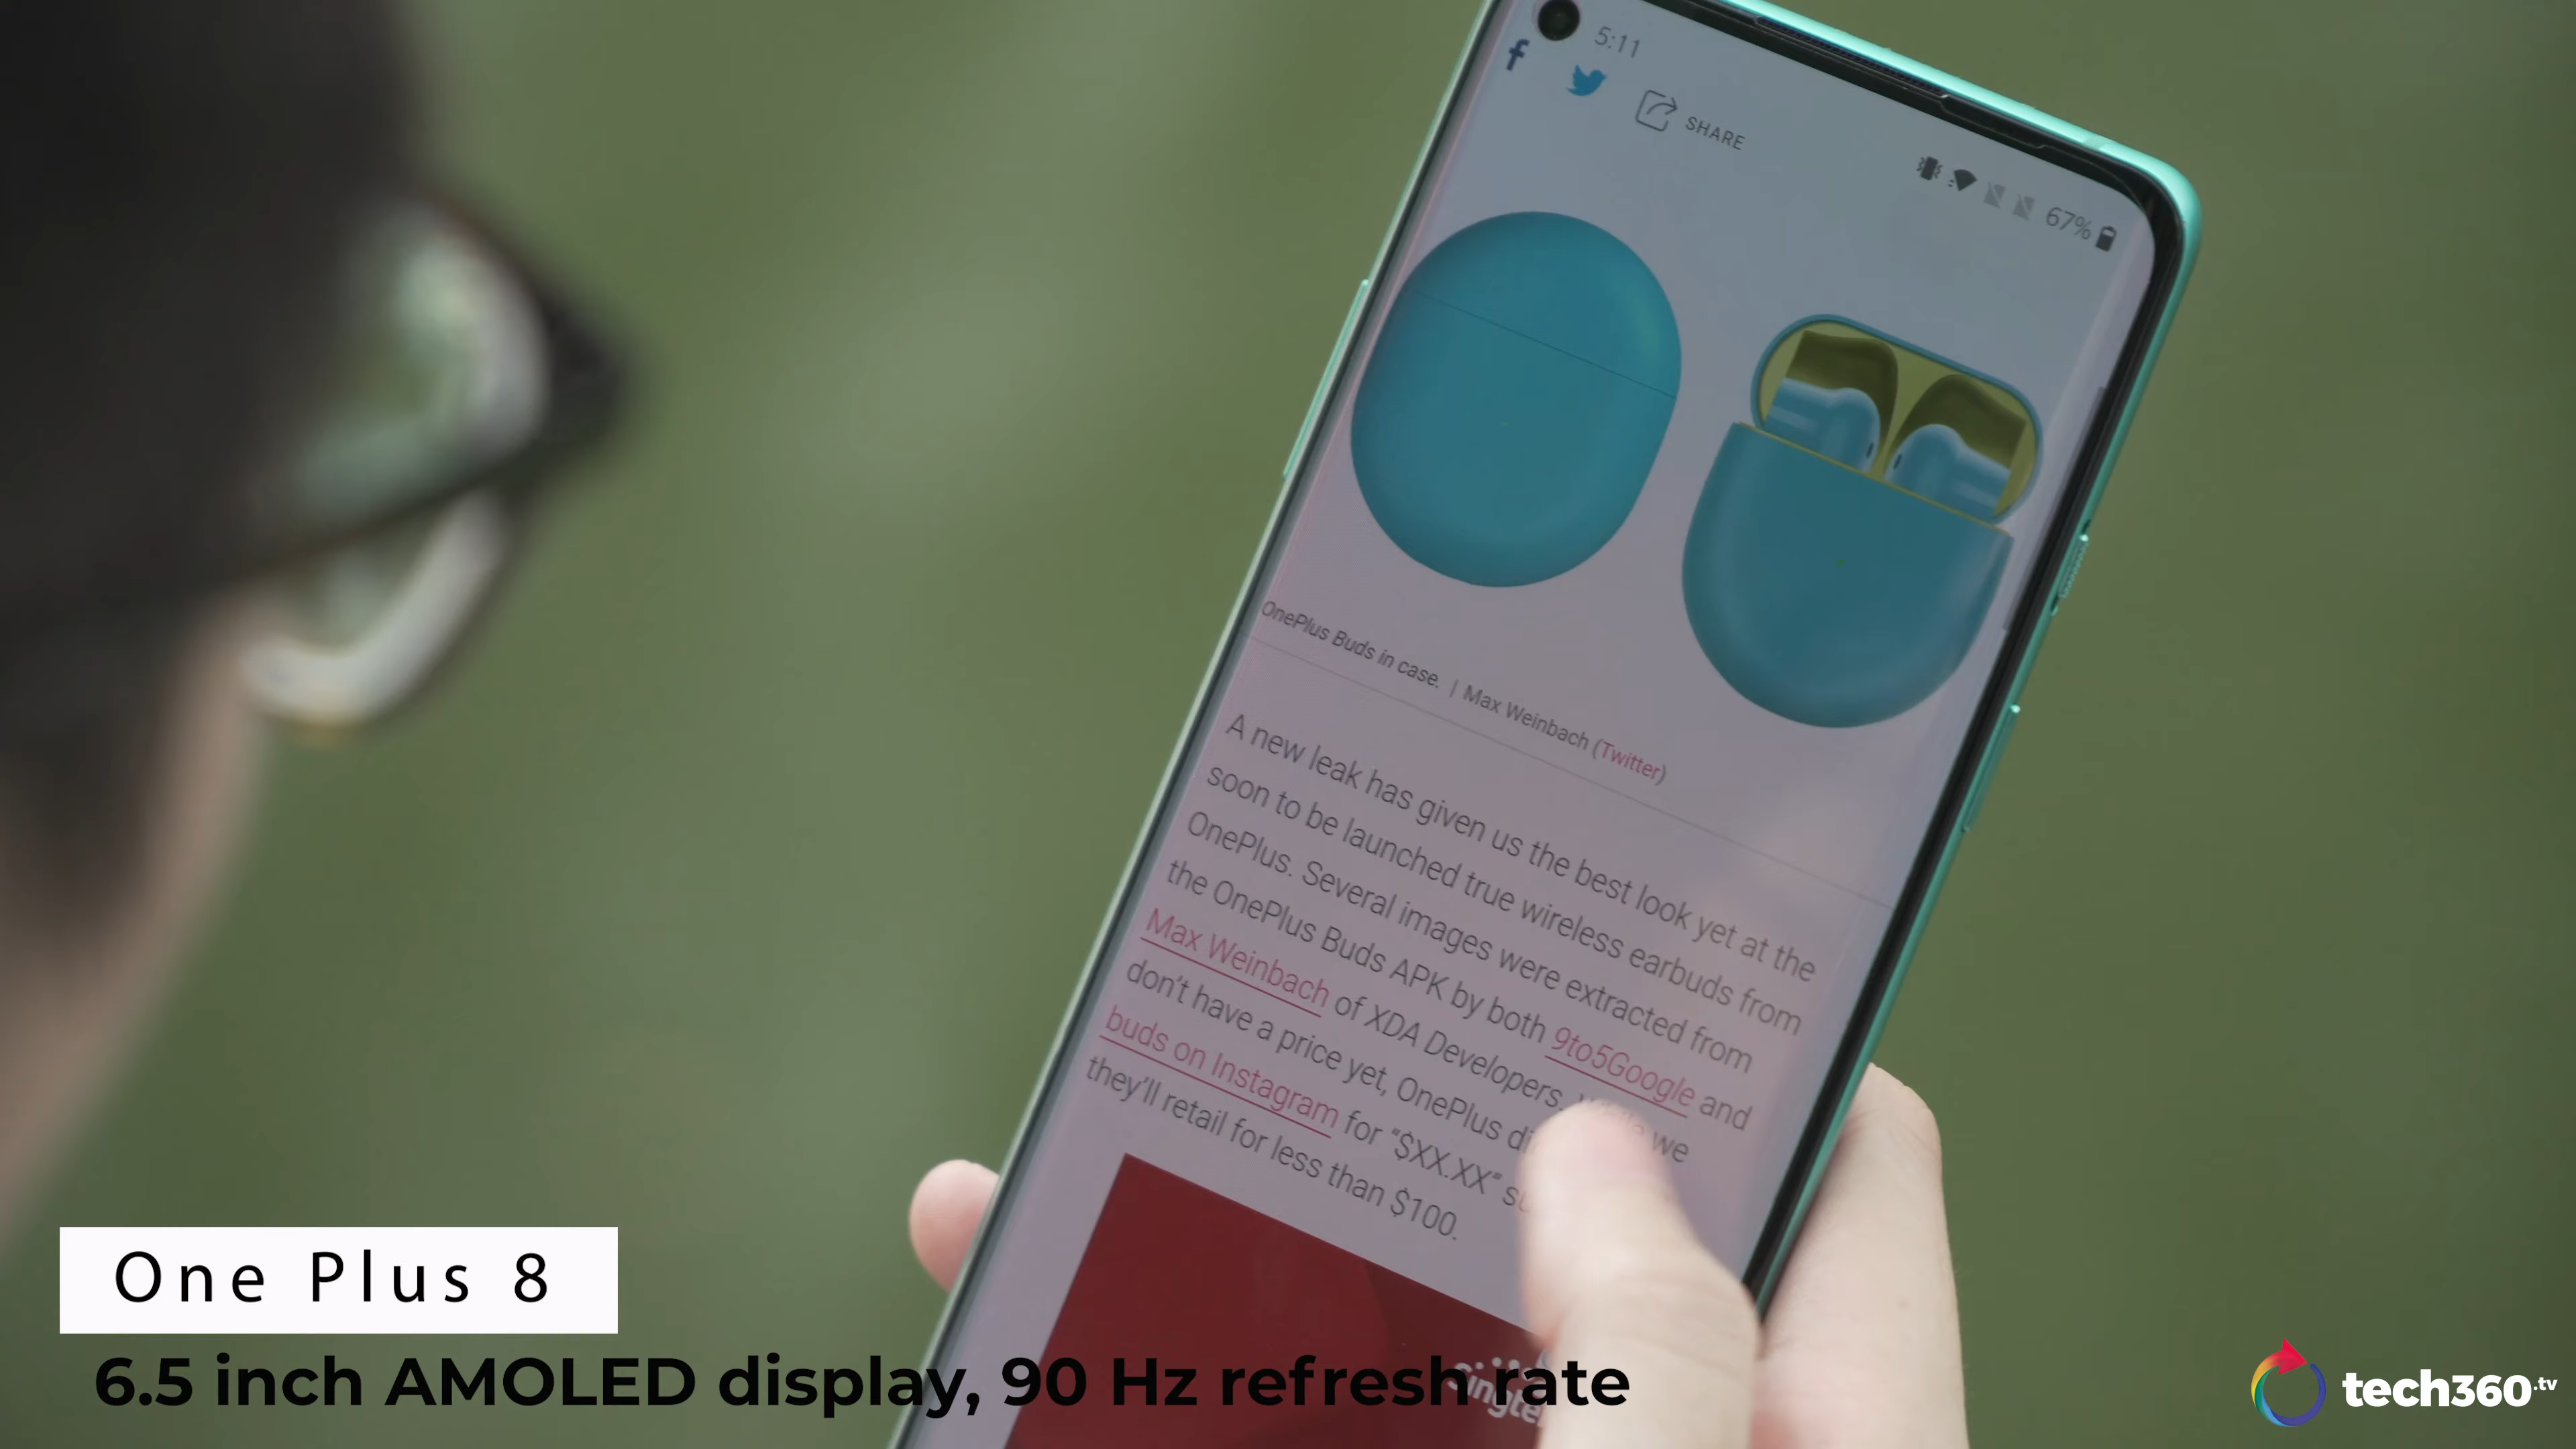 5:11
f
SHARE
67%
OnePlus Buds in case. | Max Weinbach (Twitter)
A new leak has given us the best look yet at the
soon to be launched true wireless earbuds from
OnePlus. Several images were extracted from
the OnePlus Buds APK by both 9to5Google and
Max Weinbach of XDA Developers. we
don't have a price yet, OnePlus
buds on Instagram for "$XX.XX"
they'll retail for less than $100.
Singtel
One Plus 8
6.5 inch AMOLED display, 90 Hz refresh rate
tech360.tv